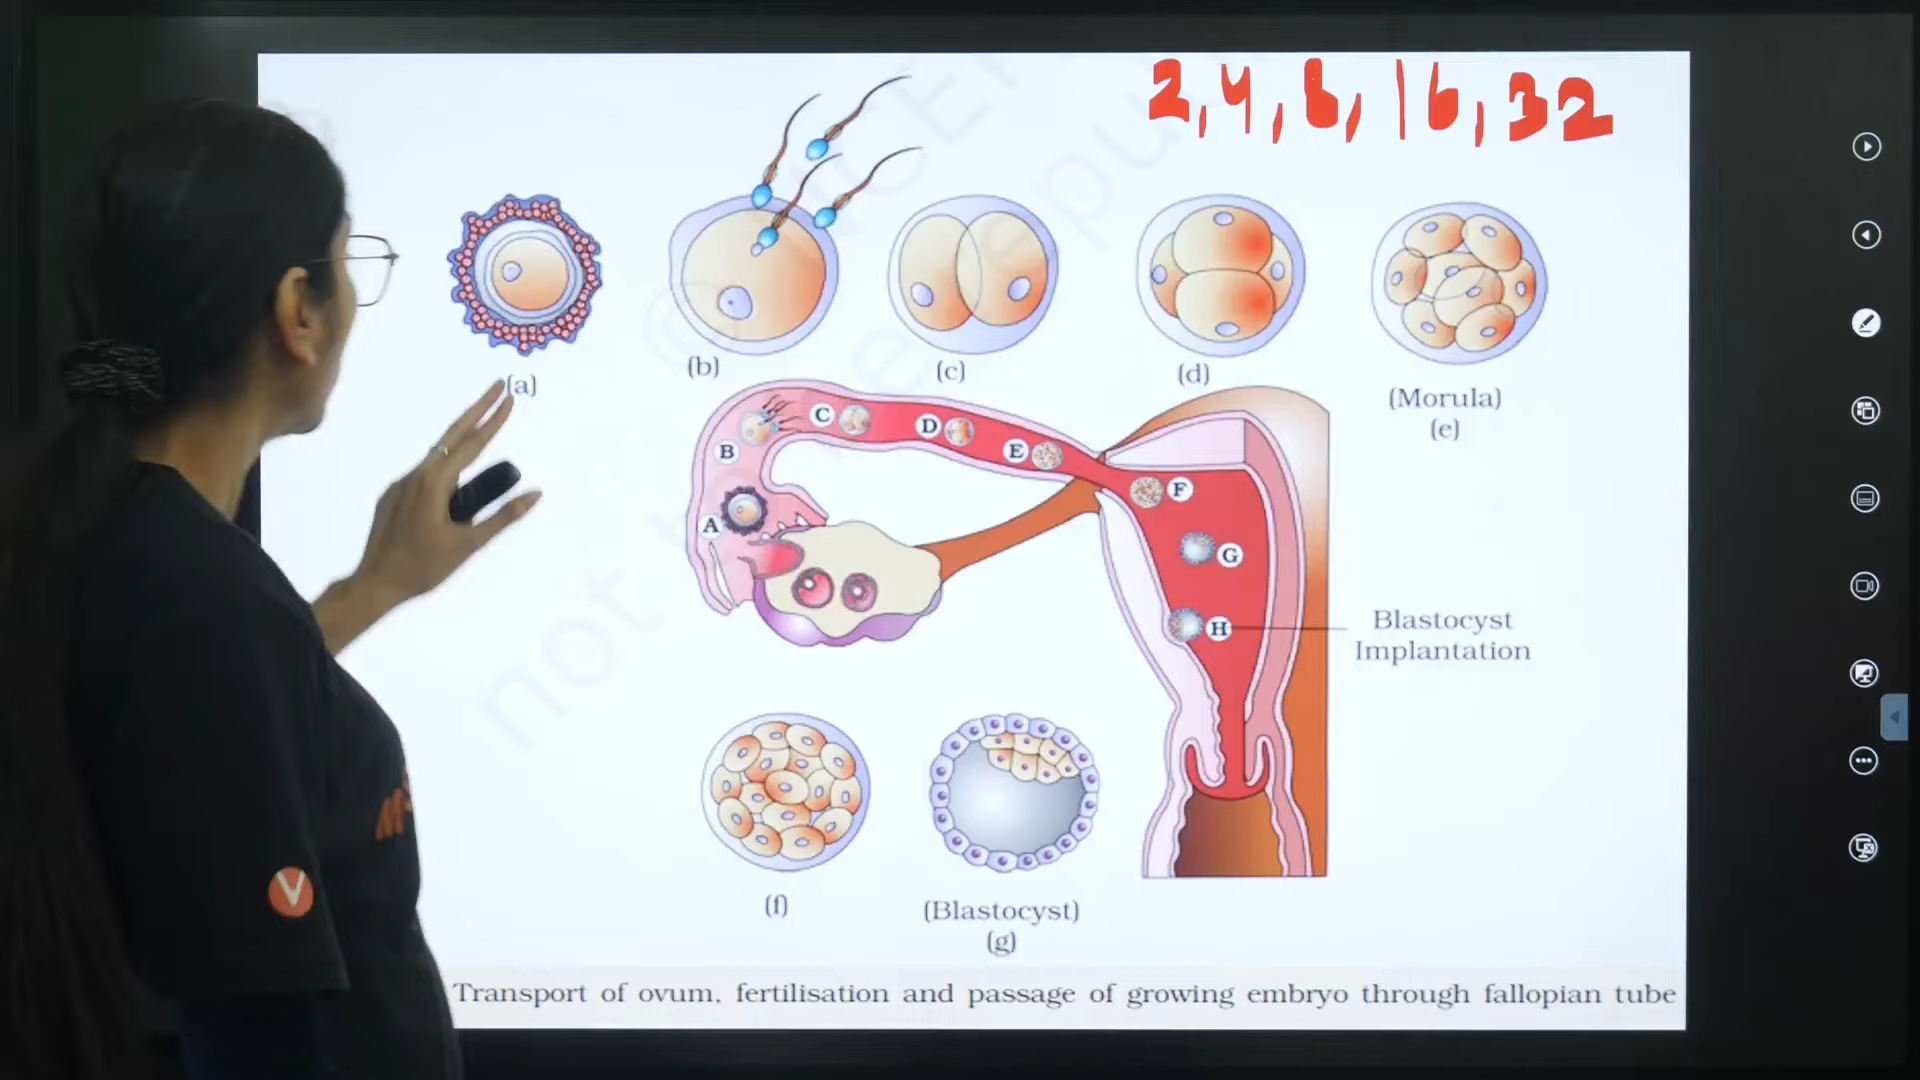 2, 4, 8, 16, 32
(a)
(b)
(c)
(d)
(Morula)
(e)
C
D
B
E
F
A
G
H
Blastocyst
Implantation
(f)
(Blastocyst)
(g)
Transport of ovum, fertilisation and passage of growing embryo through fallopian tube
V